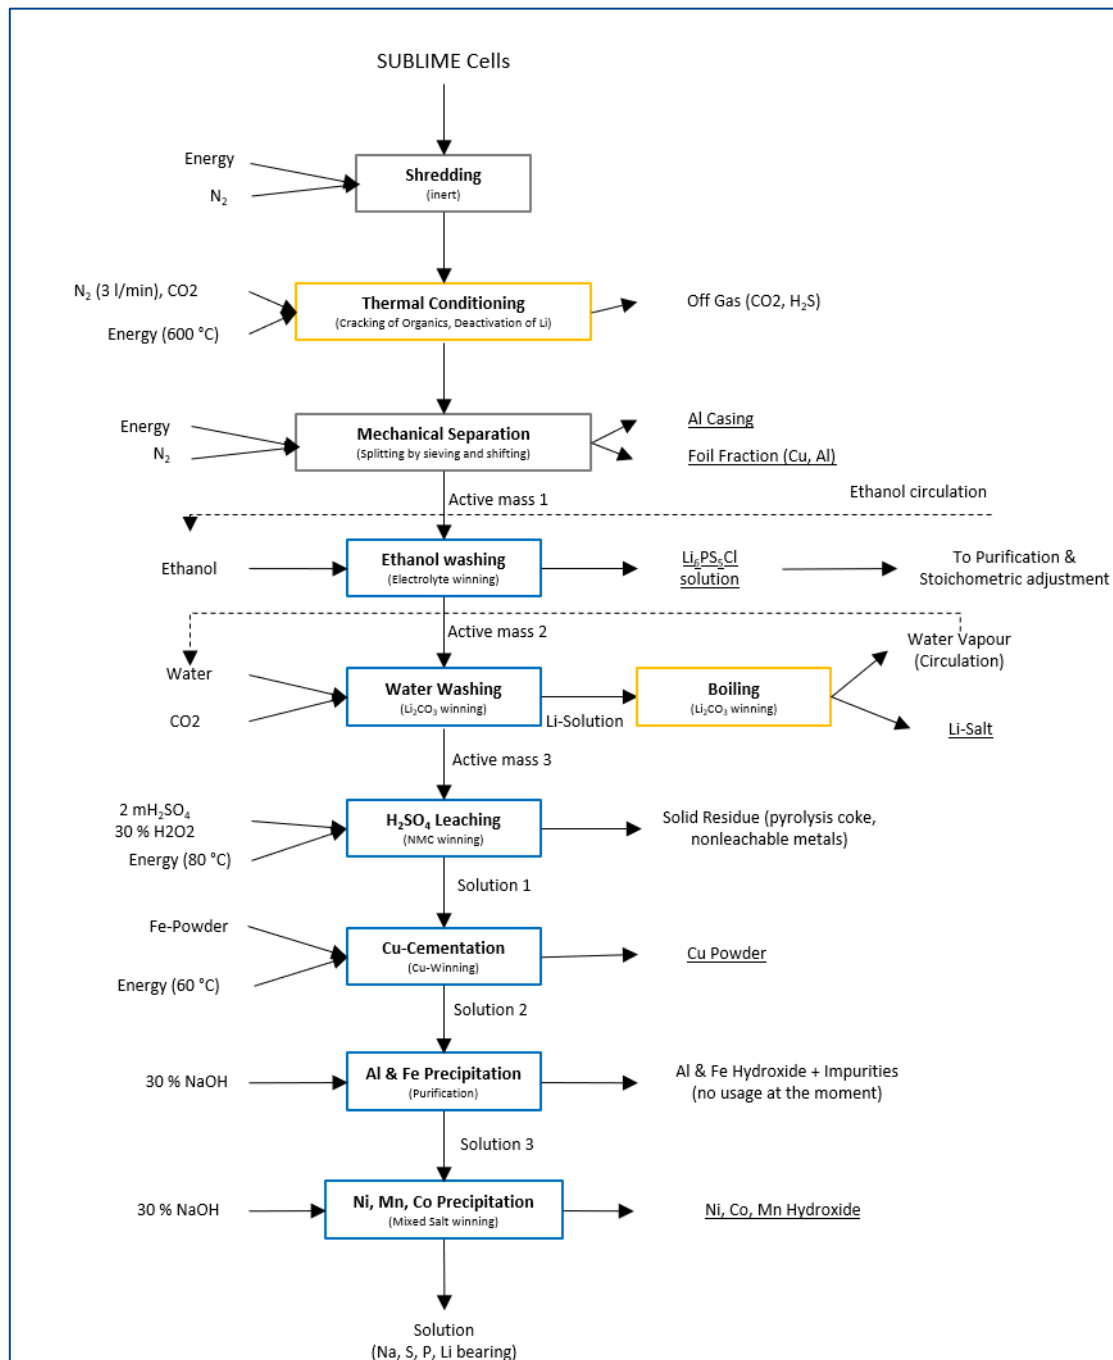 SUBLIME Cells
Energy
N₂
Shredding
(inert)
N₂ (3 l/min), CO2
Energy (600 °C)
Thermal Conditioning
(Cracking of Organics, Deactivation of Li)
Off Gas (CO2, H₂S)
Energy
N₂
Mechanical Separation
(Splitting by sieving and shifting)
Al Casing
Foil Fraction (Cu, Al)
Active mass 1
Ethanol circulation
Ethanol
Ethanol washing
(Electrolyte winning)
Li₆PS₅Cl
solution
To Purification &
Stoichometric adjustment
Active mass 2
Water
CO2
Water Washing
(Li₂CO₃ winning)
Li-Solution
Boiling
(Li₂CO₃ winning)
Water Vapour
(Circulation)
Li-Salt
Active mass 3
2 mH₂SO₄
30 % H2O2
Energy (80 °C)
H₂SO₄ Leaching
(NMC winning)
Solid Residue (pyrolysis coke,
nonleachable metals)
Solution 1
Fe-Powder
Energy (60 °C)
Cu-Cementation
(Cu-Winning)
Cu Powder
Solution 2
30 % NaOH
Al & Fe Precipitation
(Purification)
Al & Fe Hydroxide + Impurities
(no usage at the moment)
Solution 3
30 % NaOH
Ni, Mn, Co Precipitation
(Mixed Salt winning)
Ni, Co, Mn Hydroxide
Solution
(Na, S, P, Li bearing)